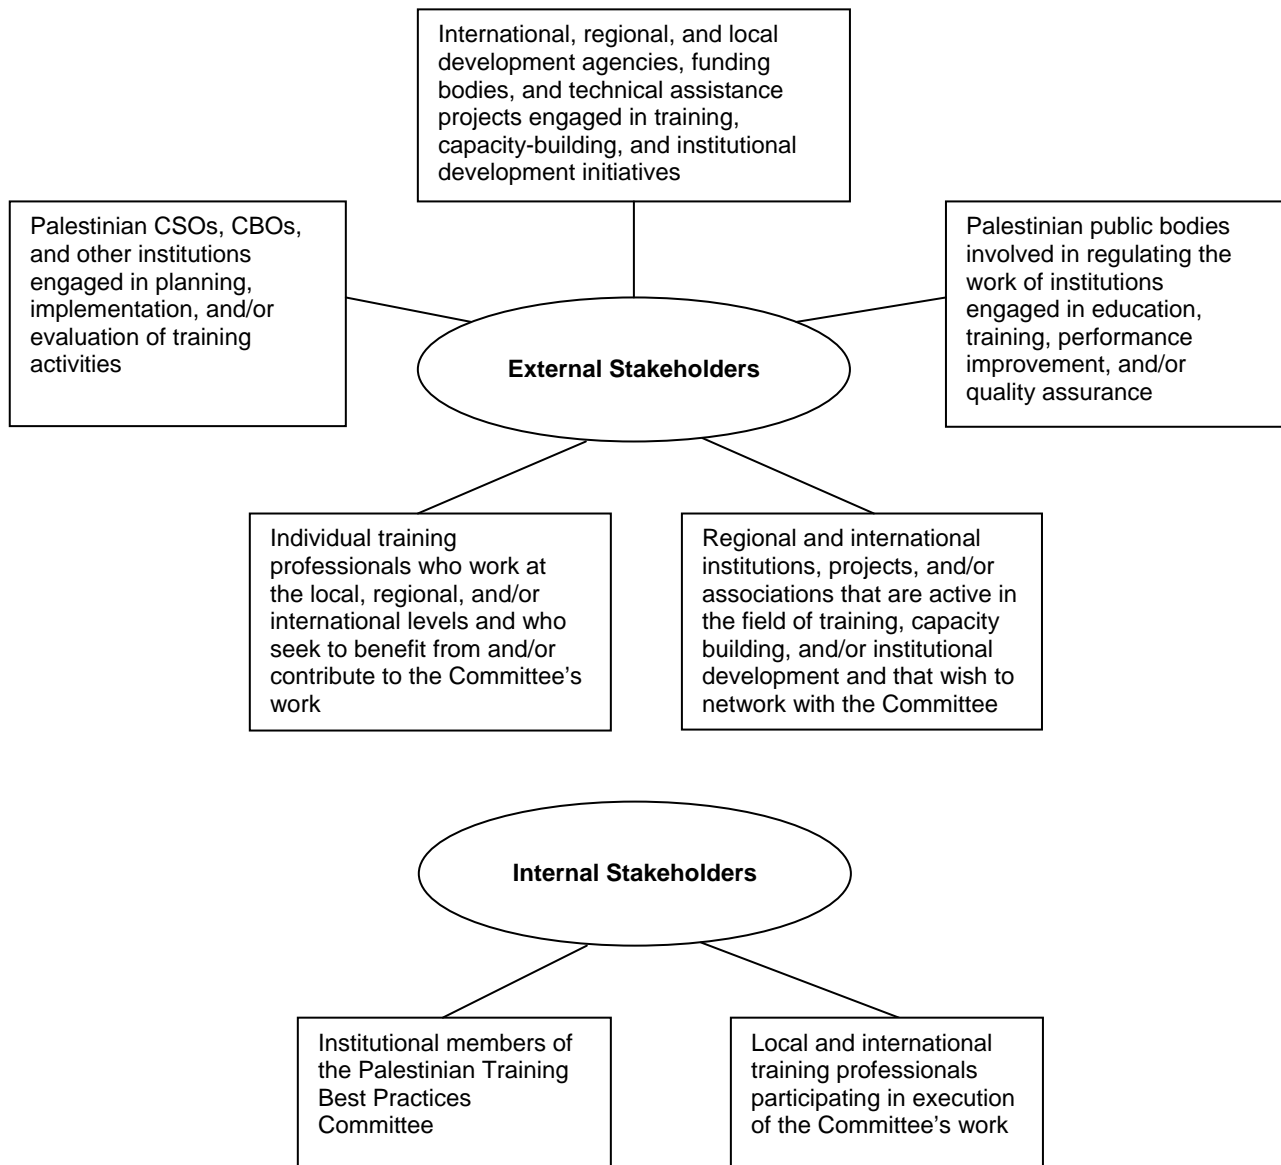 International, regional, and local
development agencies, funding
bodies, and technical assistance
projects engaged in training,
capacity-building, and institutional
development initiatives
Palestinian CSOs, CBOs,
and other institutions
engaged in planning,
implementation, and/or
evaluation of training
activities
Palestinian public bodies
involved in regulating the
work of institutions
engaged in education,
training, performance
improvement, and/or
quality assurance
External Stakeholders
Individual training
professionals who work at
the local, regional, and/or
international levels and who
seek to benefit from and/or
contribute to the Committee’s
work
Regional and international
institutions, projects, and/or
associations that are active in
the field of training, capacity
building, and/or institutional
development and that wish to
network with the Committee
Internal Stakeholders
Institutional members of
the Palestinian Training
Best Practices
Committee
Local and international
training professionals
participating in execution
of the Committee’s work